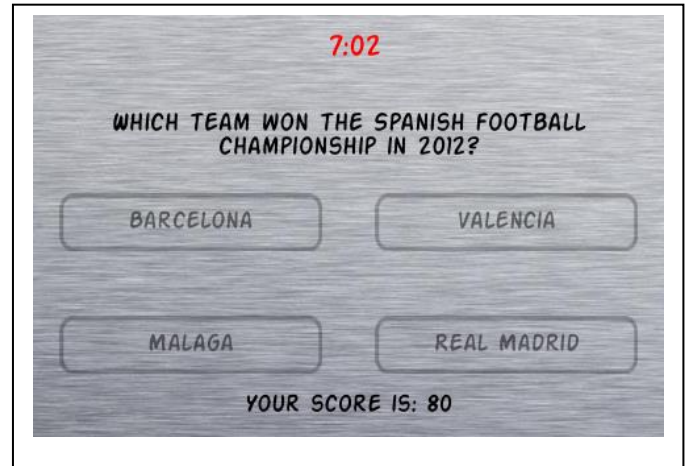 7:02
WHICH TEAM WON THE SPANISH FOOTBALL
CHAMPIONSHIP IN 2012?
BARCELONA
VALENCIA
MALAGA
REAL MADRID
YOUR SCORE IS: 80